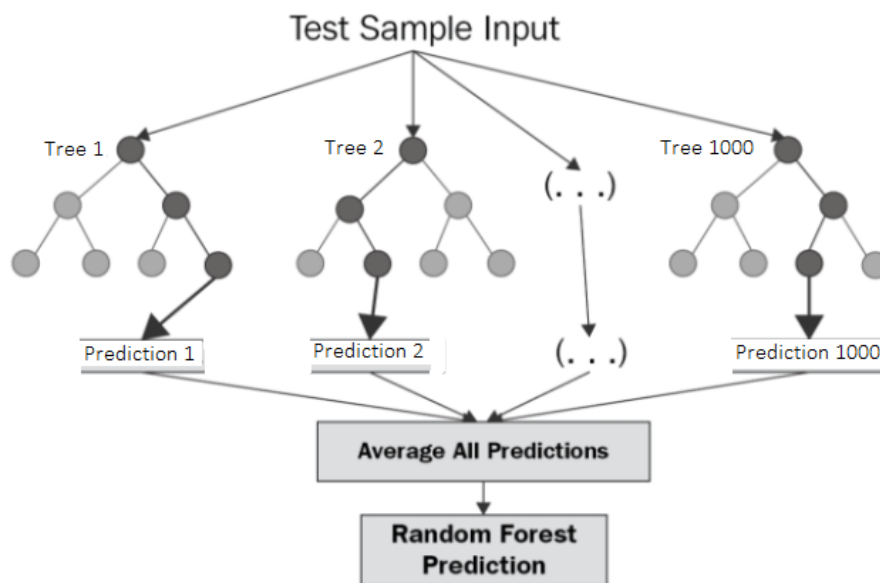 Test Sample Input
Tree 1
Tree 2
Tree 1000
(. . .)
Prediction 1
Prediction 2
(. . .)
Prediction 1000
Average All Predictions
Random Forest
Prediction